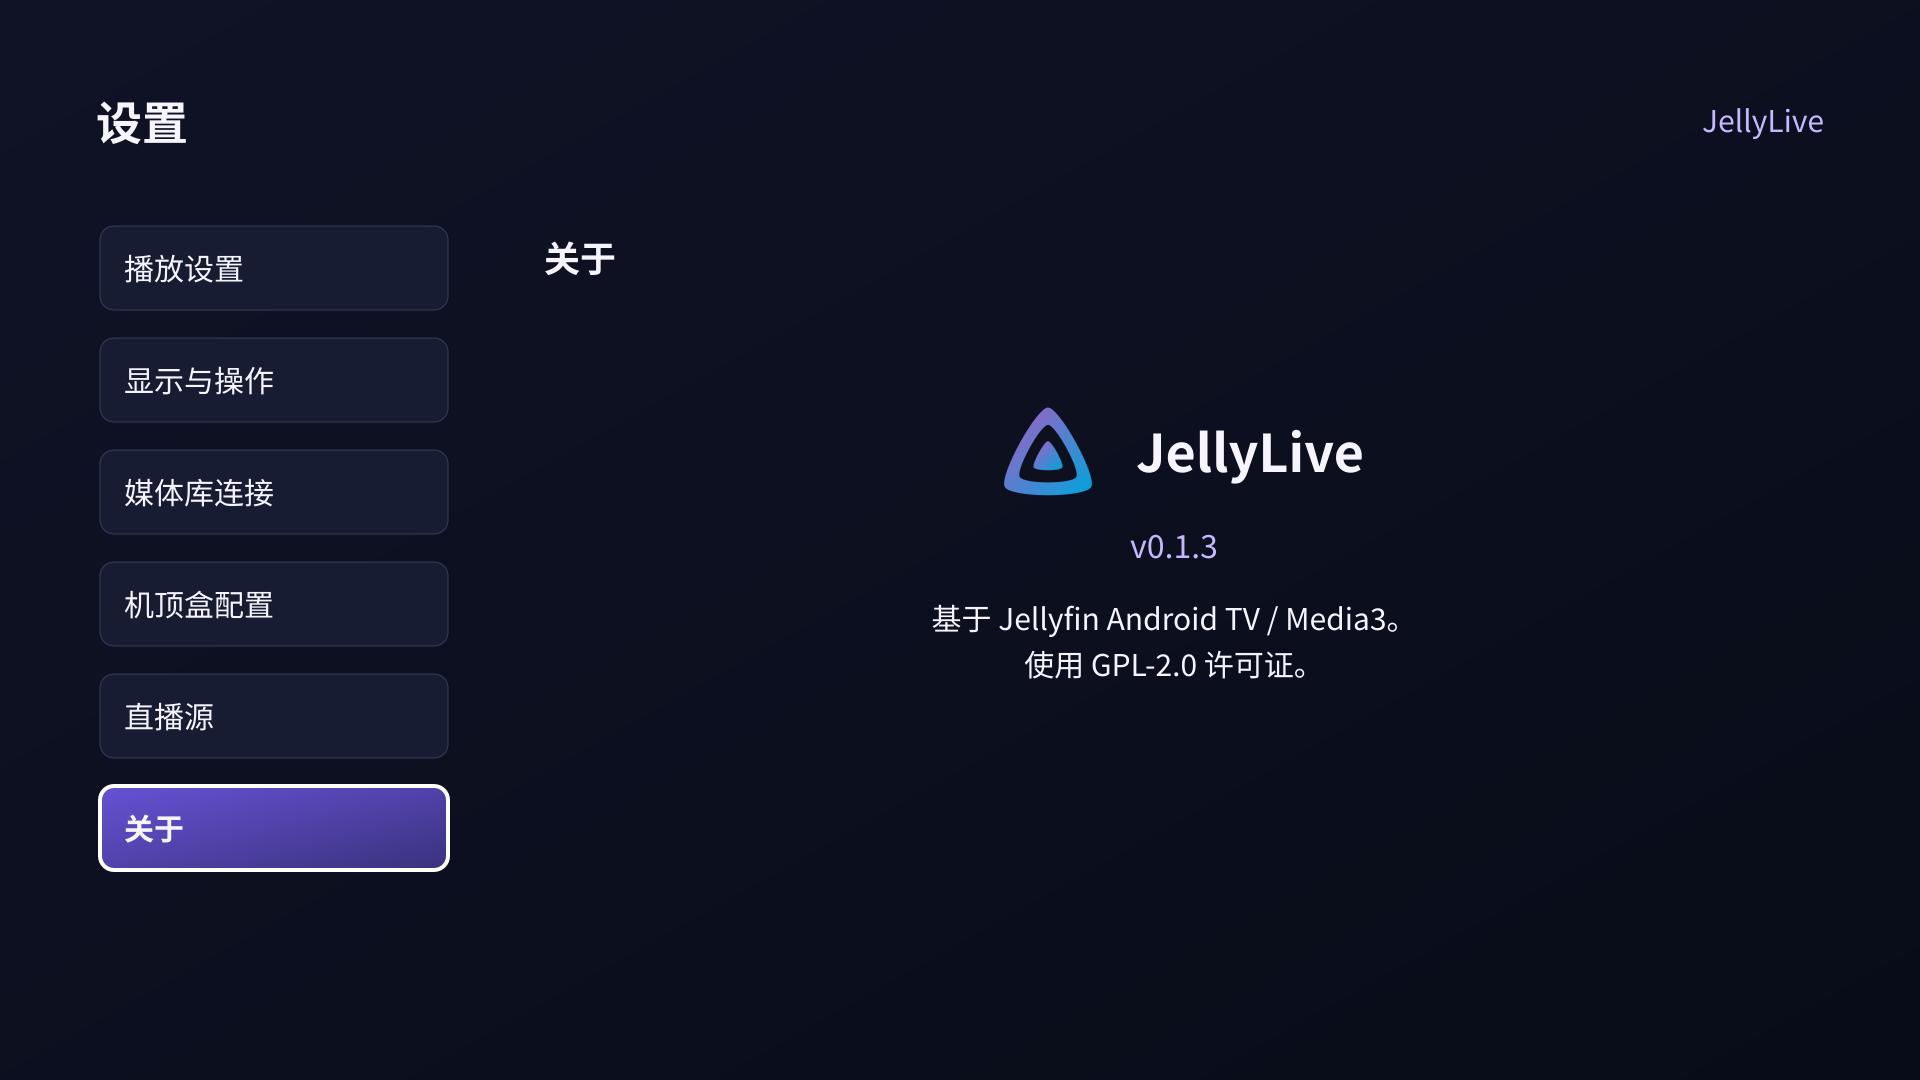 设置
JellyLive
播放设置
显示与操作
媒体库连接
机顶盒配置
直播源
关于
关于
JellyLive
v0.1.3
基于 Jellyfin Android TV / Media3。
使用 GPL-2.0 许可证。